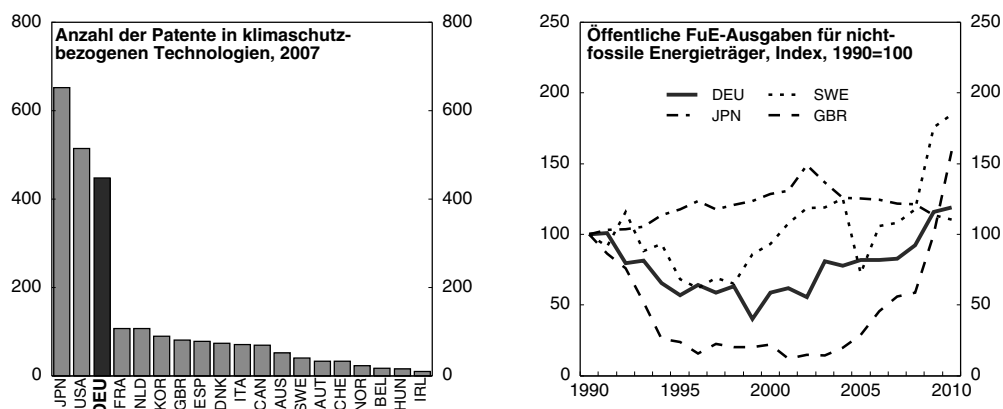 Anzahl der Patente in klimaschutz-
bezogenen Technologien, 2007
800
600
400
200
0
800
600
400
200
0
JPN
USA
DEU
FRA
NLD
KOR
GBR
ESP
DNK
ITA
CAN
AUS
SWE
AUT
CHE
NOR
BEL
HUN
IRL
Öffentliche FuE-Ausgaben für nicht-
fossile Energieträger, Index, 1990=100
250
200
150
100
50
0
DEU
SWE
JPN
GBR
250
200
150
100
50
0
1990
1995
2000
2005
2010